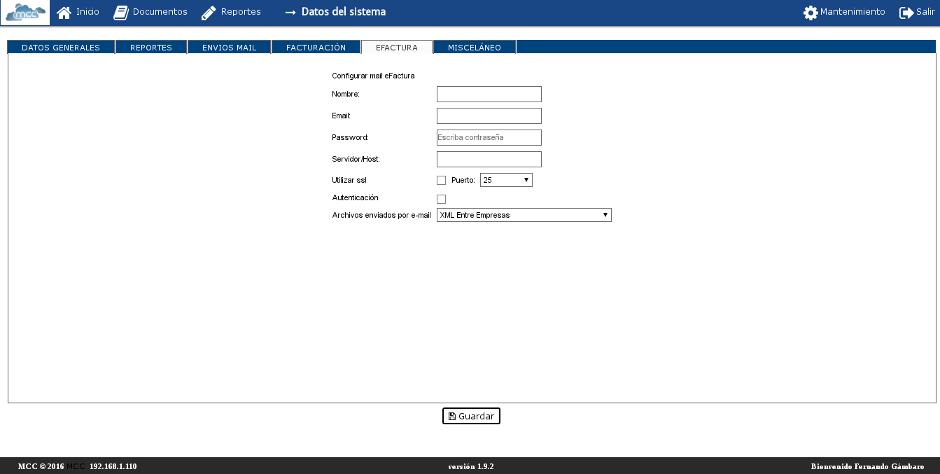 MCC Inicio Documentos Reportes → Datos del sistema Mantenimiento Salir
DATOS GENERALES REPORTES ENVIOS MAIL FACTURACIÓN EFACTURA MISCELÁNEO
Configurar mail eFactura
Nombre:
Email:
Password:
Escriba contraseña
Servidor/Host:
Utilizar ssl Puerto: 25
Autenticación
Archivos enviados por e-mail XML Entre Empresas
Guardar
MCC © 2016 MCC 192.168.1.110 versión 1.9.2 Bienvenido Fernando Gámbaro